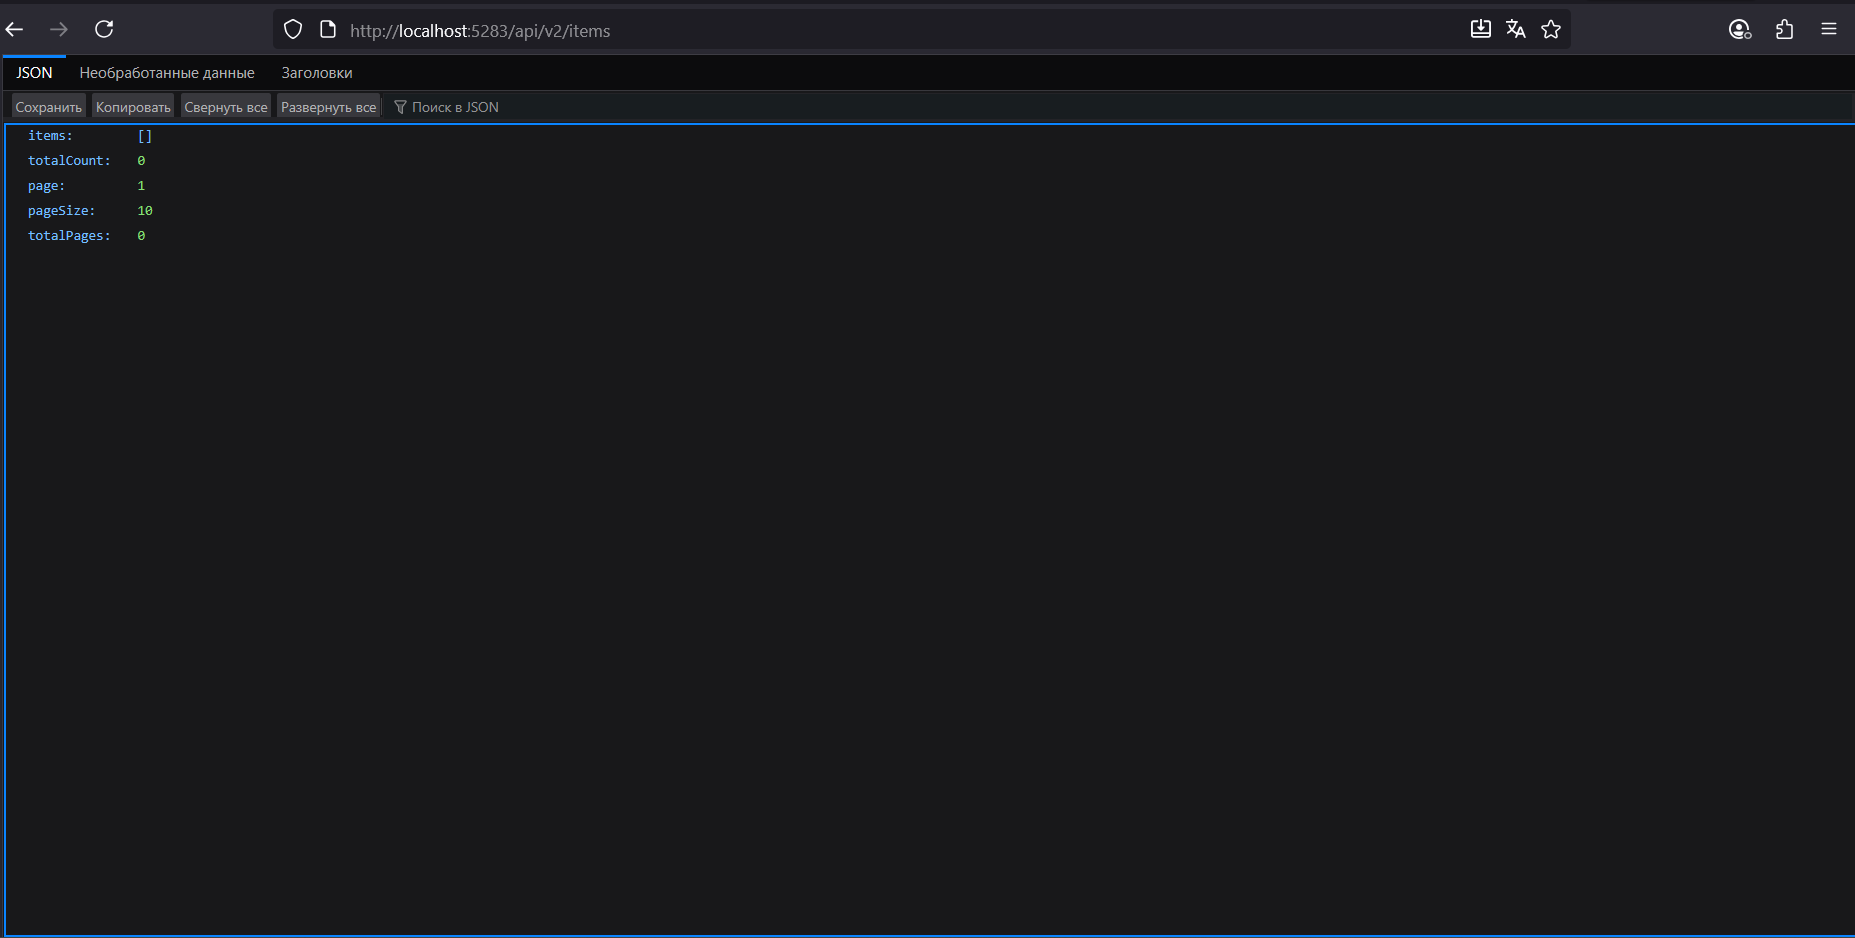 http://localhost:5283/api/v2/items
JSON Необработанные данные Заголовки
Сохранить Копировать Свернуть все Развернуть все Поиск в JSON
items: []
totalCount: 0
page: 1
pageSize: 10
totalPages: 0